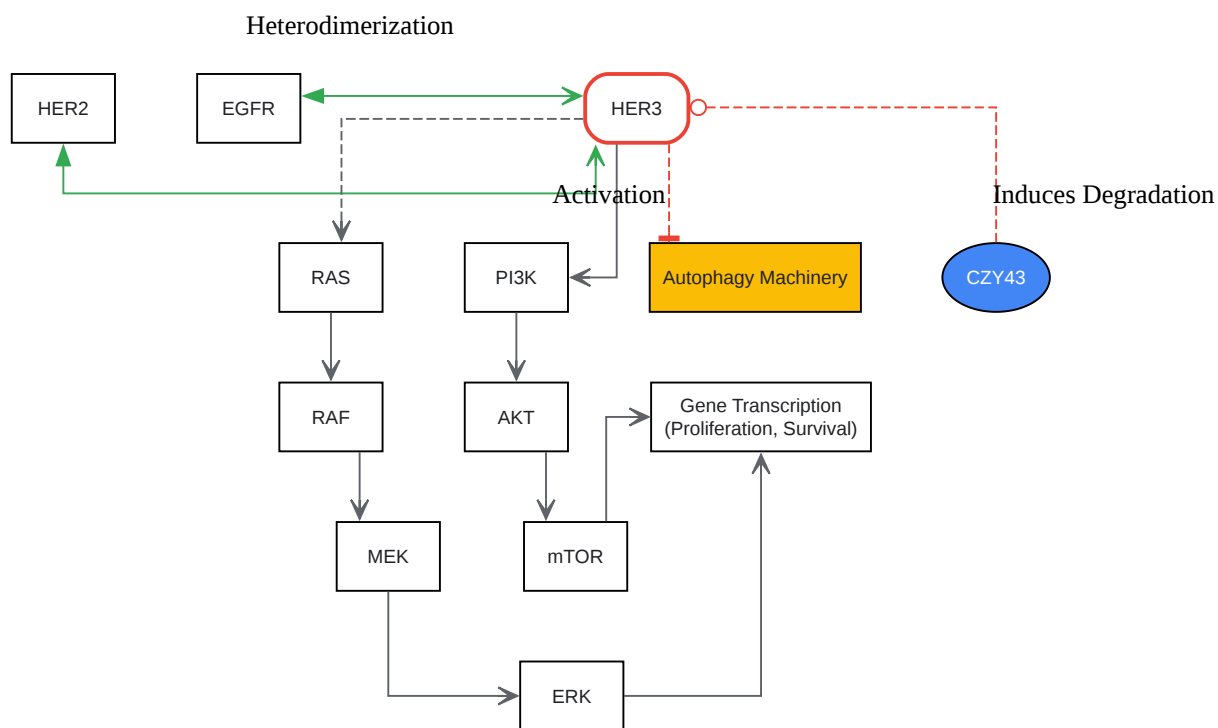 Heterodimerization
HER2
EGFR
HER3
Activation
Induces Degradation
RAS
PI3K
Autophagy Machinery
CZY43
RAF
AKT
Gene Transcription
(Proliferation, Survival)
MEK
mTOR
ERK